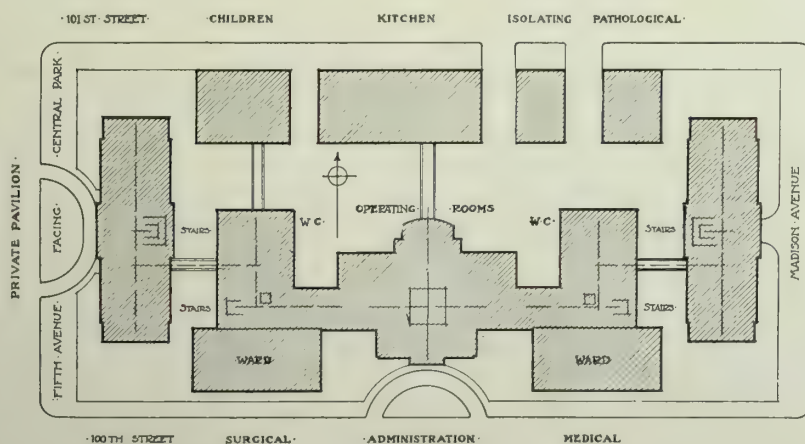 · 101 ST · STREET · · CHILDREN KITCHEN ISOLATING PATHOLOGICAL
· CENTRAL PARK
PRIVATE PAVILION ·
FACING
FIFTH AVENUE ·
MADISON AVENUE
W C ·
OPERATING ROOMS
W · C ·
STAIRS
STAIRS
STAIRS
STAIRS
WARD
WARD
· 100TH STREET SURGICAL · · ADMINISTRATION · MEDICAL